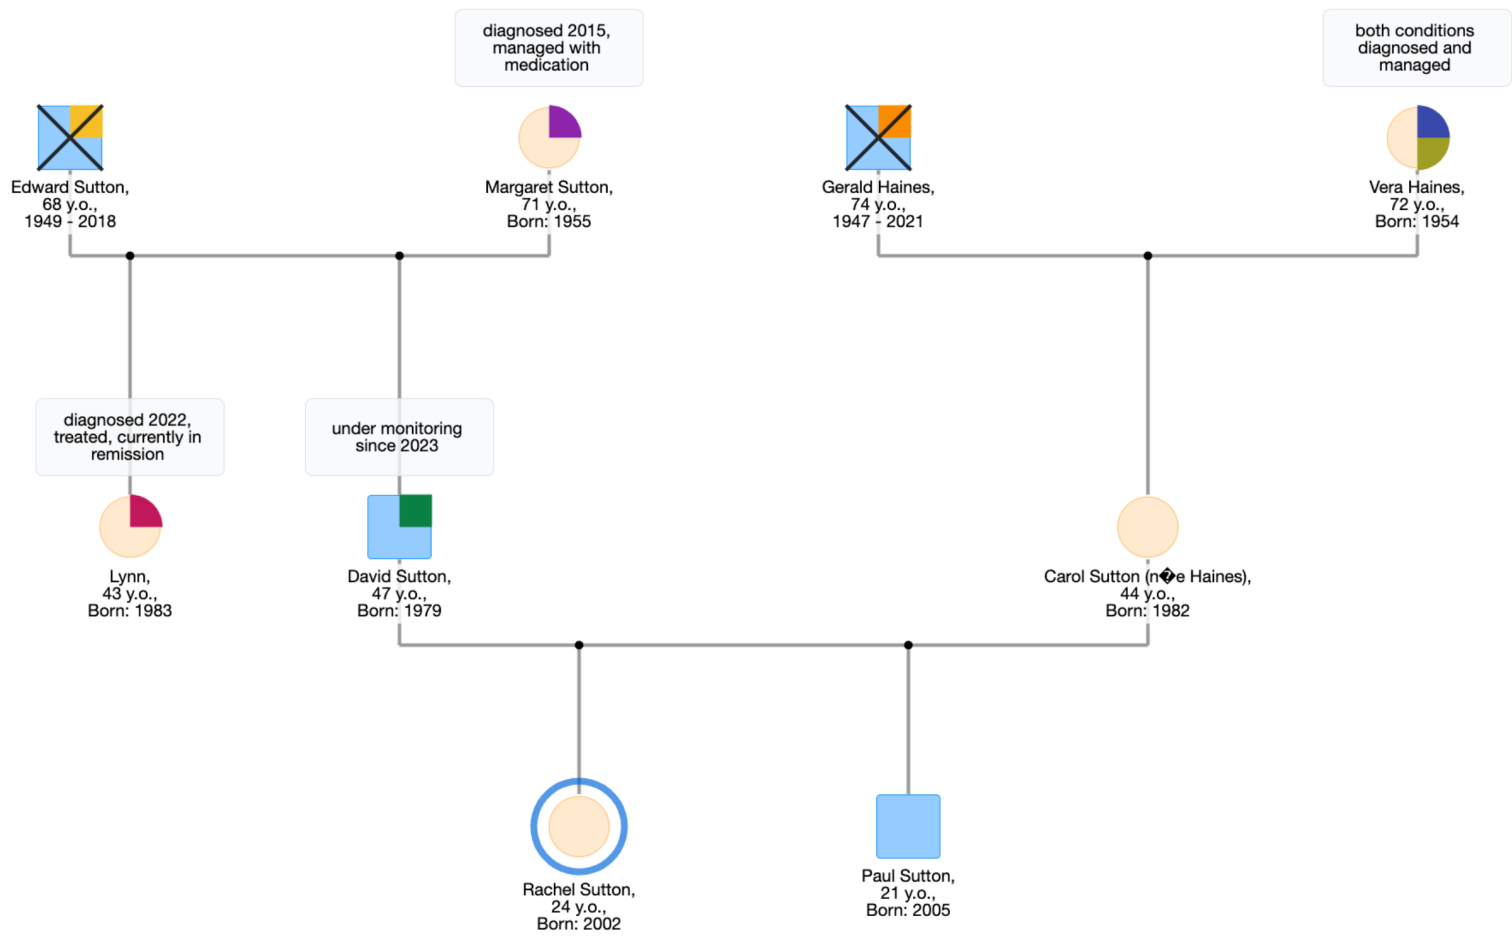 diagnosed 2015,
managed with
medication
both conditions
diagnosed and
managed
Edward Sutton,
68 y.o.,
1949 - 2018
Margaret Sutton,
71 y.o.,
Born: 1955
Gerald Haines,
74 y.o.,
1947 - 2021
Vera Haines,
72 y.o.,
Born: 1954
diagnosed 2022,
treated, currently in
remission
under monitoring
since 2023
Lynn,
43 y.o.,
Born: 1983
David Sutton,
47 y.o.,
Born: 1979
Carol Sutton (n�e Haines),
44 y.o.,
Born: 1982
Rachel Sutton,
24 y.o.,
Born: 2002
Paul Sutton,
21 y.o.,
Born: 2005